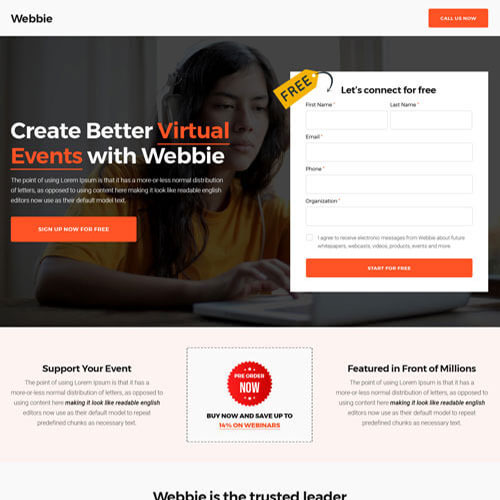 Webbie
CALL US NOW
Create Better Virtual
Events with Webbie
The point of using Lorem Ipsum is that it has a more-or-less normal distribution
of letters, as opposed to using content here making it look like readable english
editors now use as their default model text.
SIGN UP NOW FOR FREE
FREE
Let's connect for free
First Name *
Last Name *
Email *
Phone *
Organization *
I agree to receive electronic messages from Webbie about future
whitepapers, webcasts, videos, products, events and more.
START FOR FREE
Support Your Event
The point of using Lorem Ipsum is that it has a
more-or-less normal distribution of letters, as opposed to
using content here making it look like readable english
editors now use as their default model text to repeat
predefined chunks as necessary text.
PRE ORDER
NOW
BUY NOW AND SAVE UP TO
14% ON WEBINARS
Featured in Front of Millions
The point of using Lorem Ipsum is that it has a
more-or-less normal distribution of letters, as opposed to
using content here making it look like readable english
editors now use as their default model text to repeat
predefined chunks as necessary text.
Webbie is the trusted leader